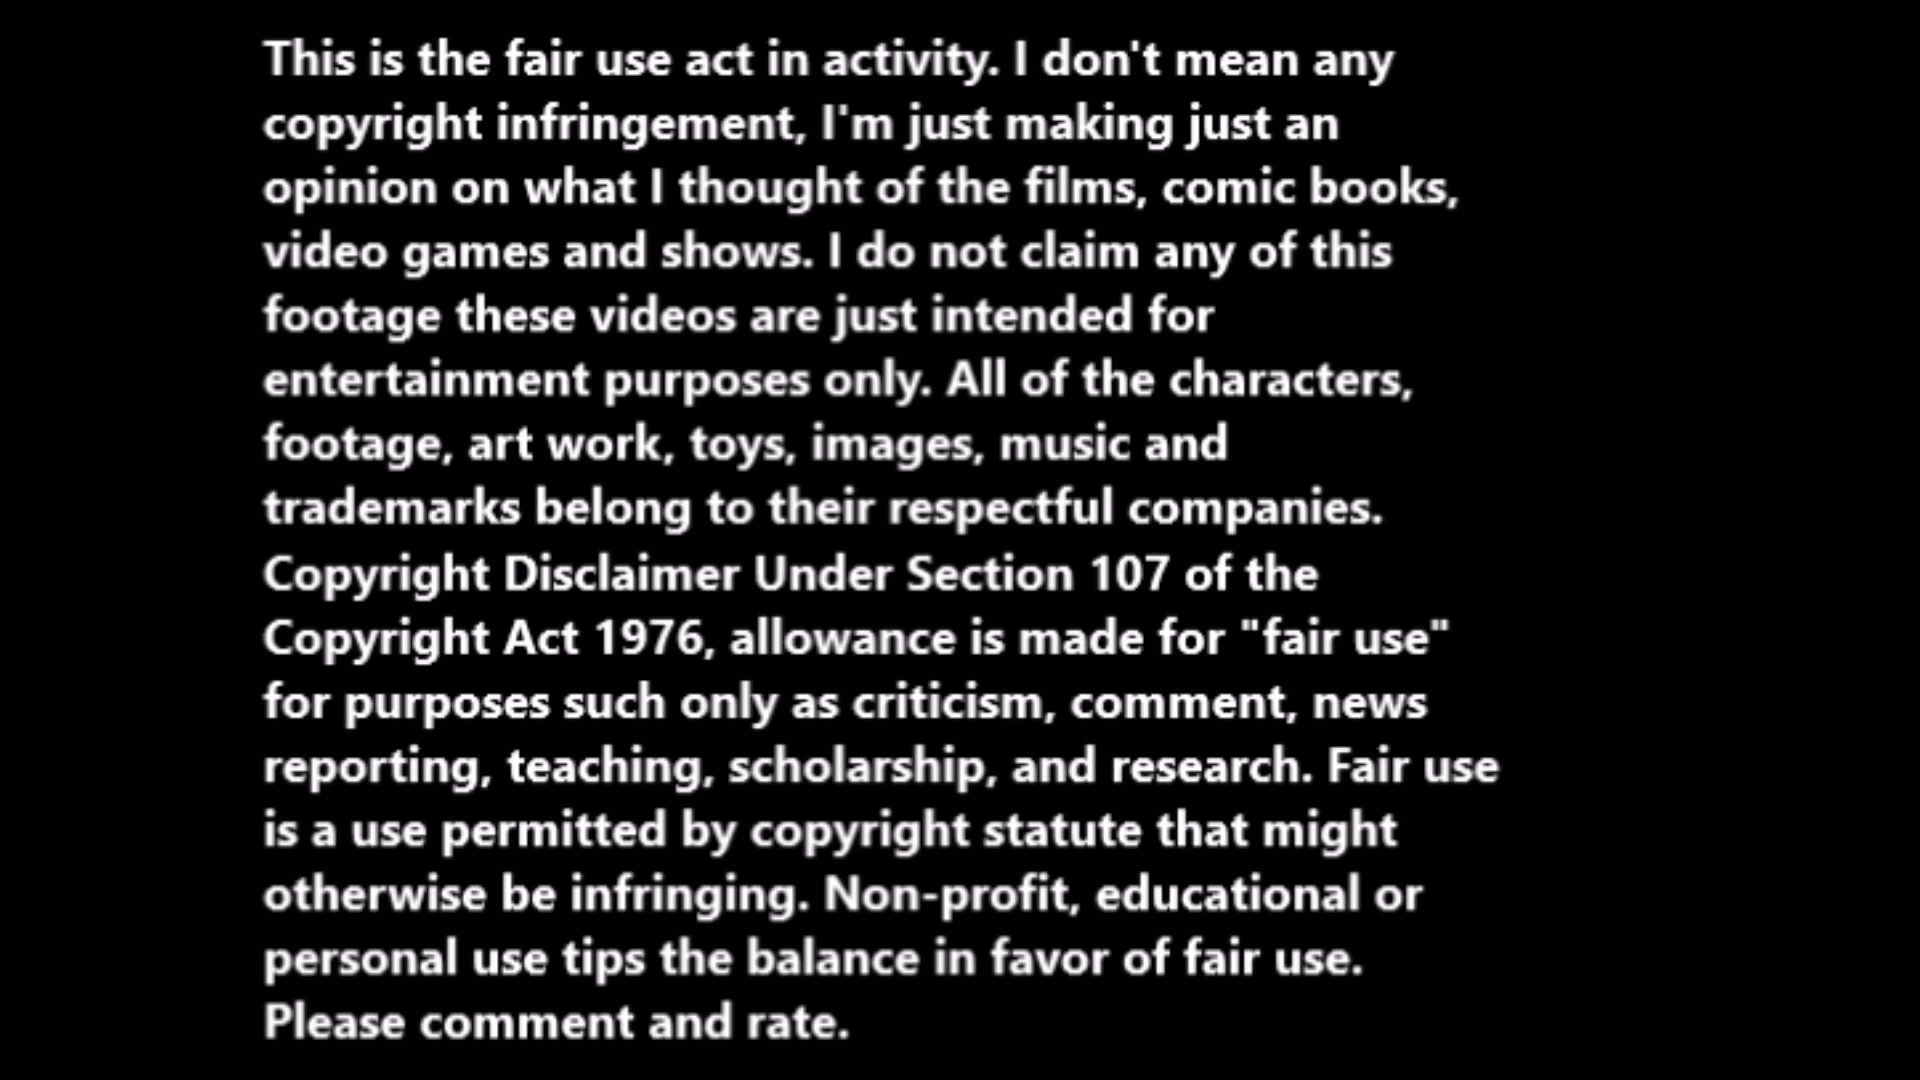 This is the fair use act in activity. I don't mean any
copyright infringement, I'm just making just an
opinion on what I thought of the films, comic books,
video games and shows. I do not claim any of this
footage these videos are just intended for
entertainment purposes only. All of the characters,
footage, art work, toys, images, music and
trademarks belong to their respectful companies.
Copyright Disclaimer Under Section 107 of the
Copyright Act 1976, allowance is made for "fair use"
for purposes such only as criticism, comment, news
reporting, teaching, scholarship, and research. Fair use
is a use permitted by copyright statute that might
otherwise be infringing. Non-profit, educational or
personal use tips the balance in favor of fair use.
Please comment and rate.